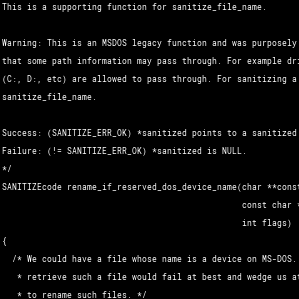 This is a supporting function for sanitize_file_name.
Warning: This is an MSDOS legacy function and was purposely
that some path information may pass through. For example
(C:, D:, etc) are allowed to pass through. For sanitizing a
sanitize_file_name.
Success: (SANITIZE_ERR_OK) *sanitized points to a sanitized
Failure: (!= SANITIZE_ERR_OK) *sanitized is NULL.
*/
SANITIZEcode rename_if_reserved_dos_device_name(char **const
const char *
int flags)
{
/* We could have a file whose name is a device on MS-DOS.
* retrieve such a file would fail at best and wedge us
* to rename such files. */